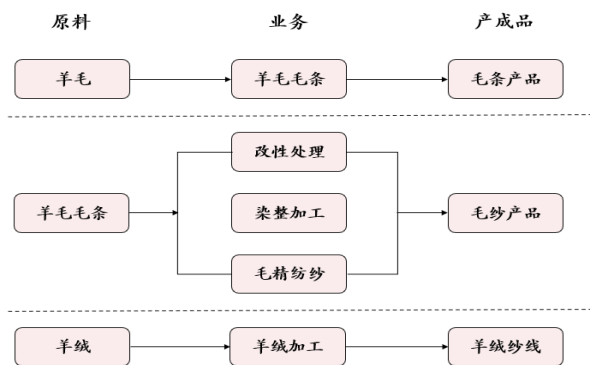 原料 业务 产成品
羊毛 羊毛毛条 毛条产品
改性处理
羊毛毛条 染整加工 毛纱产品
毛精纺纱
羊绒 羊绒加工 羊绒纱线